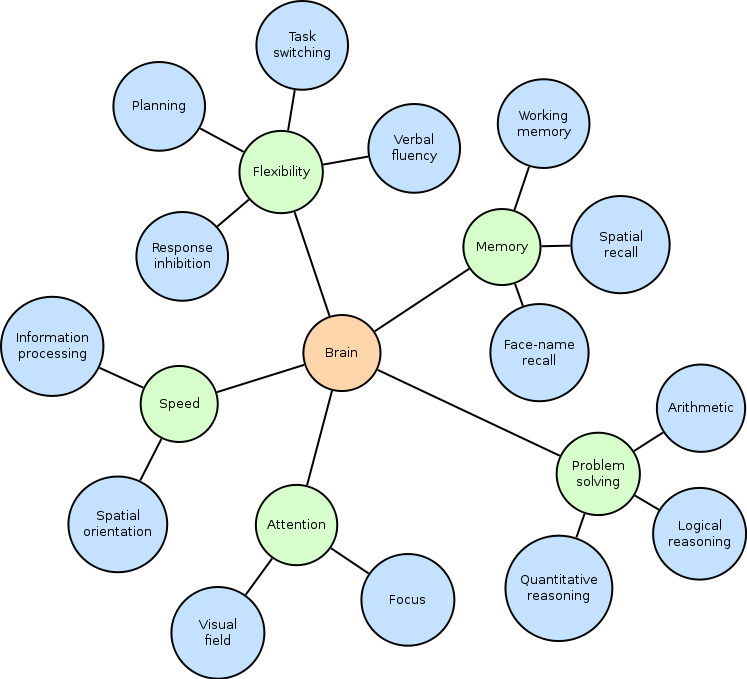 Task
switching
Planning
Verbal
fluency
Flexibility
Response
inhibition
Working
memory
Spatial
recall
Memory
Face-name
recall
Brain
Information
processing
Speed
Spatial
orientation
Attention
Visual
field
Focus
Arithmetic
Problem
solving
Logical
reasoning
Quantitative
reasoning